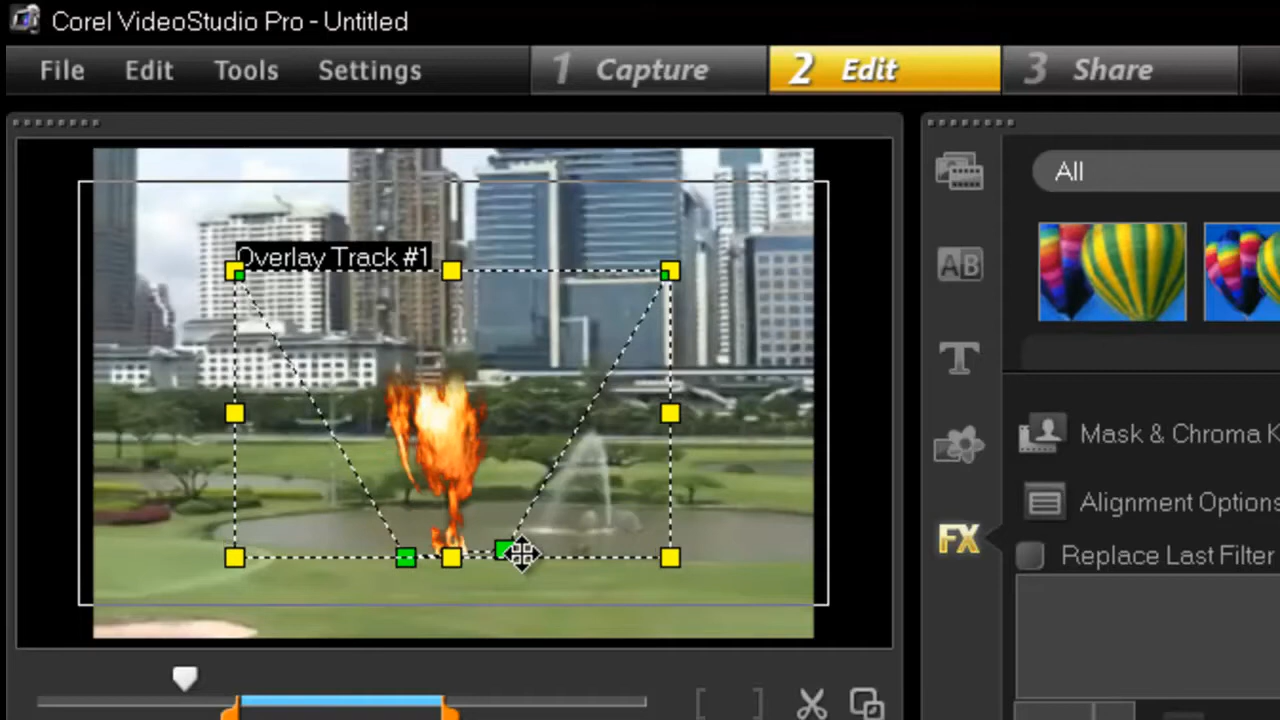 Corel VideoStudio Pro - Untitled
File Edit Tools Settings 1 Capture 2 Edit 3 Share
All
Overlay Track #1
AB
T
Mask & Chroma K
Alignment Options
FX
Replace Last Filter